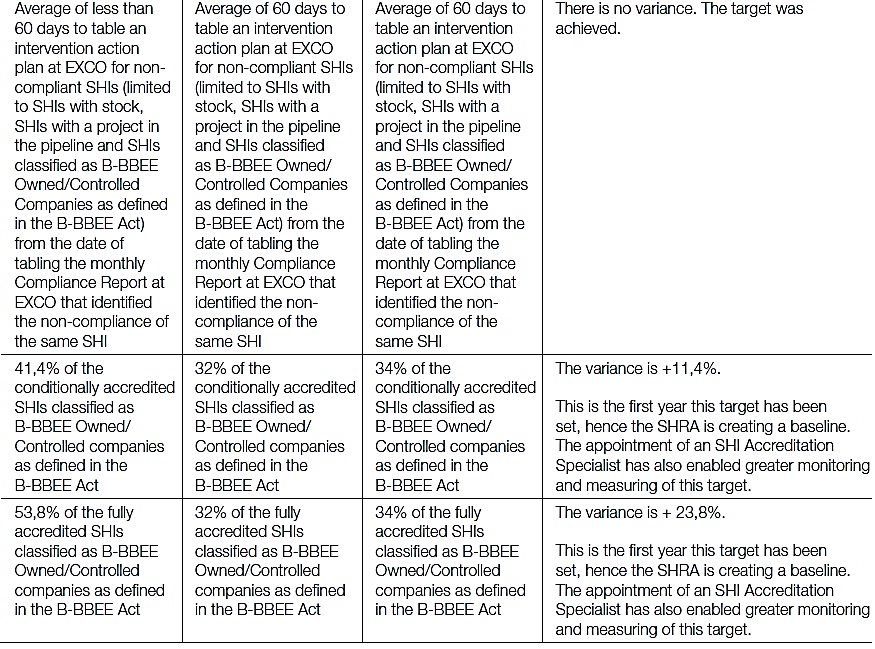 Average of less than
60 days to table an
intervention action
plan at EXCO for non-
compliant SHIs (limited
to SHIs with stock,
SHIs with a project in
the pipeline and SHIs
classified as B-BBEE
Owned/Controlled
Companies as defined
in the B-BBEE Act)
from the date of
tabling the monthly
Compliance Report at
EXCO that identified
the non-compliance of
the same SHI
Average of 60 days to
table an intervention
action plan at EXCO
for non-compliant SHIs
(limited to SHIs with
stock, SHIs with a
project in the pipeline
and SHIs classified
as B-BBEE Owned/
Controlled Companies
as defined in the
B-BBEE Act) from the
date of tabling the
monthly Compliance
Report at EXCO that
identified the non-
compliance of the
same SHI
Average of 60 days to
table an intervention
action plan at EXCO
for non-compliant SHIs
(limited to SHIs with
stock, SHIs with a
project in the pipeline
and SHIs classified
as B-BBEE Owned/
Controlled Companies
as defined in the
B-BBEE Act) from the
date of tabling the
monthly Compliance
Report at EXCO that
identified the non-
compliance of the
same SHI
There is no variance. The target was
achieved.
41,4% of the
conditionally accredited
SHIs classified as
B-BBEE Owned/
Controlled companies
as defined in the
B-BBEE Act
32% of the
conditionally accredited
SHIs classified as
B-BBEE Owned/
Controlled companies
as defined in the
B-BBEE Act
34% of the
conditionally accredited
SHIs classified as
B-BBEE Owned/
Controlled companies
as defined in the
B-BBEE Act
The variance is +11,4%.
This is the first year this target has been
set, hence the SHRA is creating a baseline.
The appointment of an SHI Accreditation
Specialist has also enabled greater monitoring
and measuring of this target.
53,8% of the fully
accredited SHIs
classified as B-BBEE
Owned/Controlled
companies as defined
in the B-BBEE Act
32% of the fully
accredited SHIs
classified as B-BBEE
Owned/Controlled
companies as defined
in the B-BBEE Act
34% of the fully
accredited SHIs
classified as B-BBEE
Owned/Controlled
companies as defined
in the B-BBEE Act
The variance is + 23,8%.
This is the first year this target has been
set, hence the SHRA is creating a baseline.
The appointment of an SHI Accreditation
Specialist has also enabled greater monitoring
and measuring of this target.